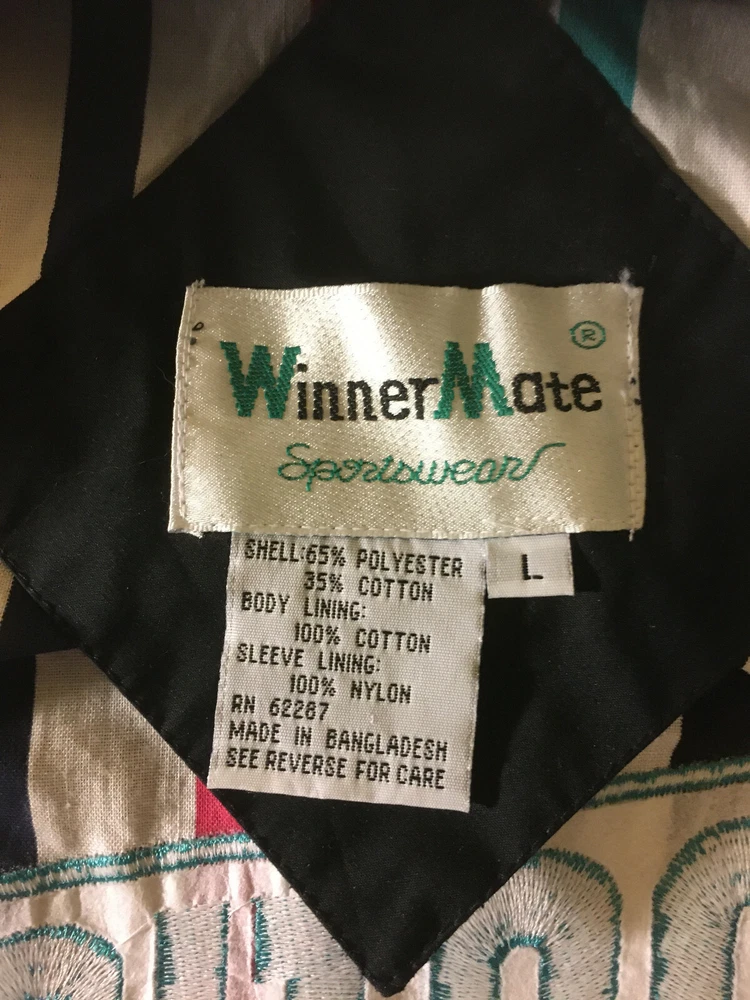 WinnerMate ®
Sportswear
L
SHELL:65% POLYESTER
35% COTTON
BODY LINING:
100% COTTON
SLEEVE LINING:
100% NYLON
RN 62287
MADE IN BANGLADESH
SEE REVERSE FOR CARE